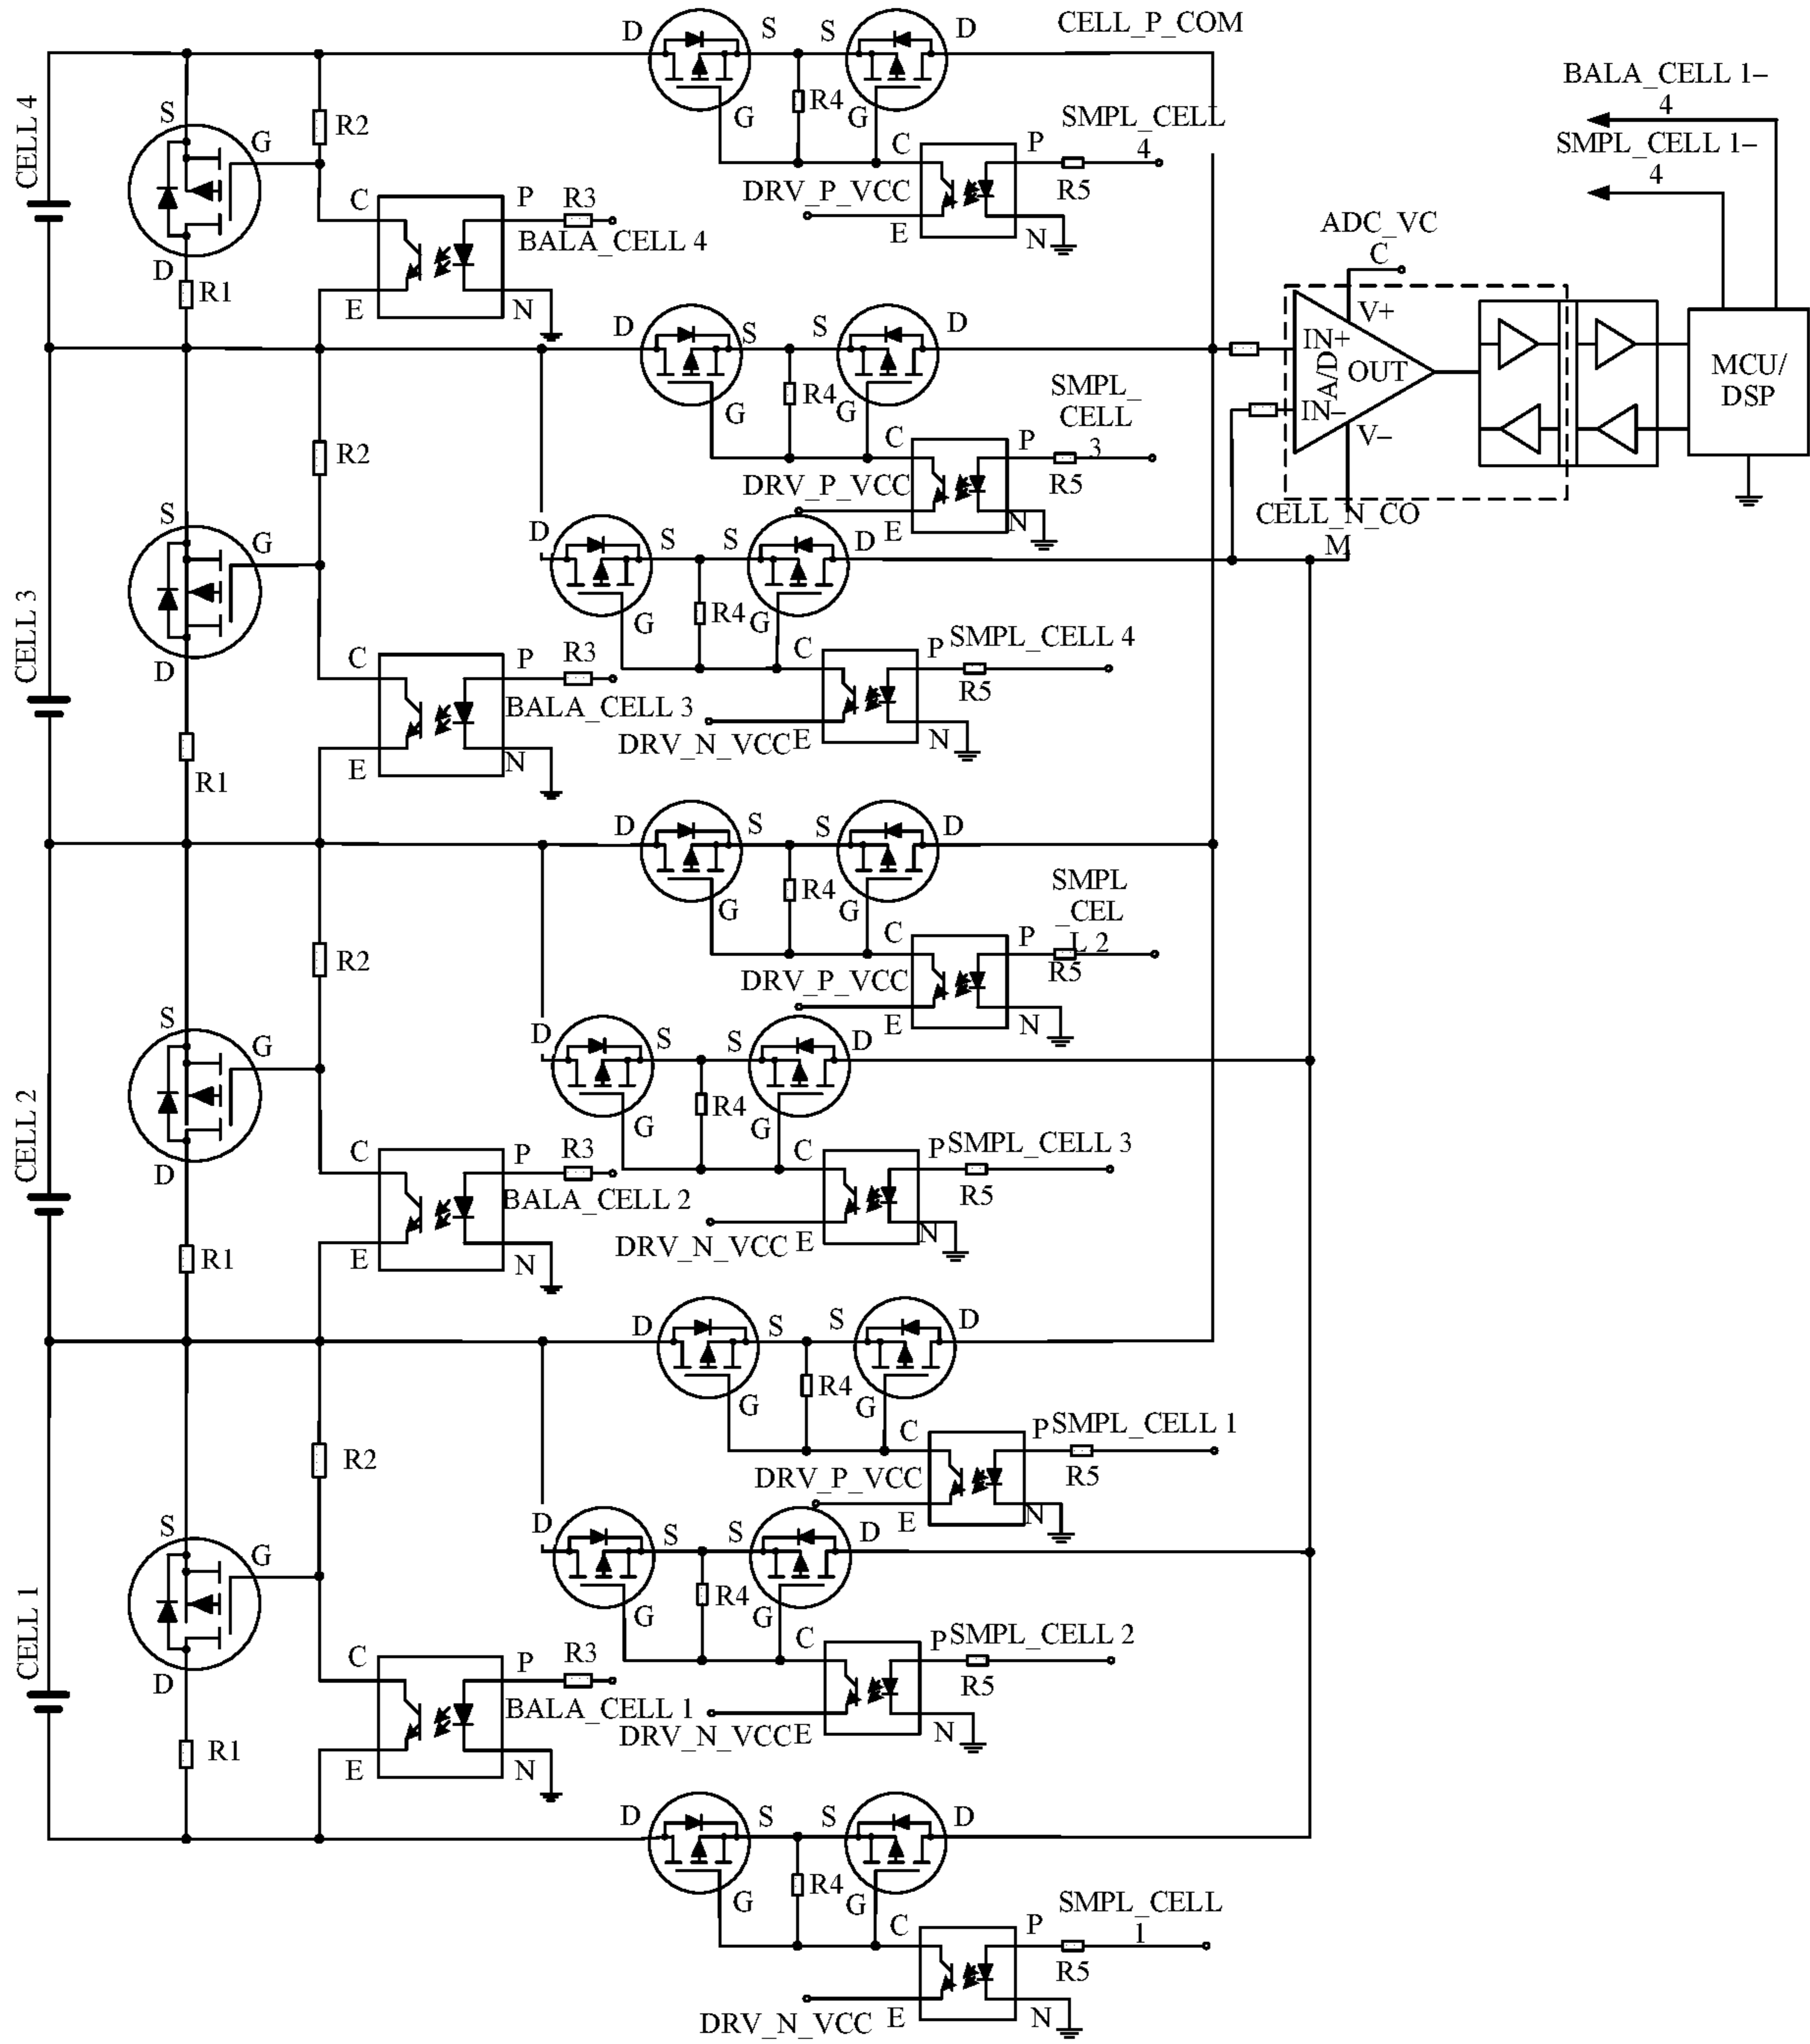 CELL_P_COM
D
S
S
D
BALA_CELL 1–
4
SMPL_CELL 1–
4
CELL 4
S
G
R2
R4
G
G
SMPL_CELL
4
C
P
R5
DRV_P_VCC
E
N
C
P
R3
BALA_CELL 4
D
R1
E
N
ADC_VC
C
V+
IN+
A/D
OUT
IN–
V–
MCU/
DSP
CELL_N_CO
M
D
S
S
D
R4
G
G
SMPL_
CELL
3
C
P
R5
DRV_P_VCC
E
N
R2
CELL 3
S
G
D
D
S
S
D
R4
G
G
C
P
SMPL_CELL 4
R5
DRV_N_VCC
E
N
C
P
R3
BALA_CELL 3
R1
E
N
D
S
S
D
R4
G
G
SMPL
_CEL
L 2
C
P
R5
DRV_P_VCC
E
N
R2
CELL 2
S
G
D
D
S
S
D
R4
G
G
C
P
SMPL_CELL 3
R5
DRV_N_VCC
E
N
C
P
R3
BALA_CELL 2
R1
E
N
D
S
S
D
R4
G
G
C
P
SMPL_CELL 1
R5
DRV_P_VCC
E
N
R2
CELL 1
S
G
D
D
S
S
D
R4
G
G
C
P
SMPL_CELL 2
R5
DRV_N_VCC
E
N
C
P
R3
BALA_CELL 1
R1
E
N
D
S
S
D
R4
G
G
SMPL_CELL
1
C
P
R5
DRV_N_VCC
E
N